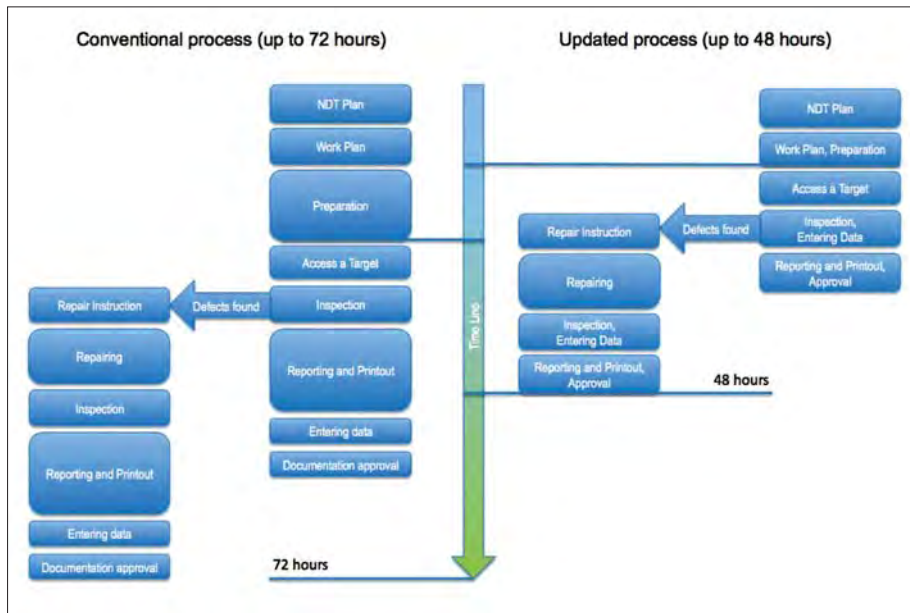 Conventional process (up to 72 hours)
NDT Plan
Work Plan
Preparation
Access a Target
Inspection
Defects found
Repair Instruction
Reporting and Printout
Entering data
Documentation approval
Repairing
Inspection
Reporting and Printout
Entering data
Documentation approval
72 hours
Time Line
Updated process (up to 48 hours)
NDT Plan
Work Plan, Preparation
Access a Target
Inspection,
Entering Data
Defects found
Repair Instruction
Reporting and Printout,
Approval
Repairing
Inspection,
Entering Data
Reporting and Printout,
Approval
48 hours